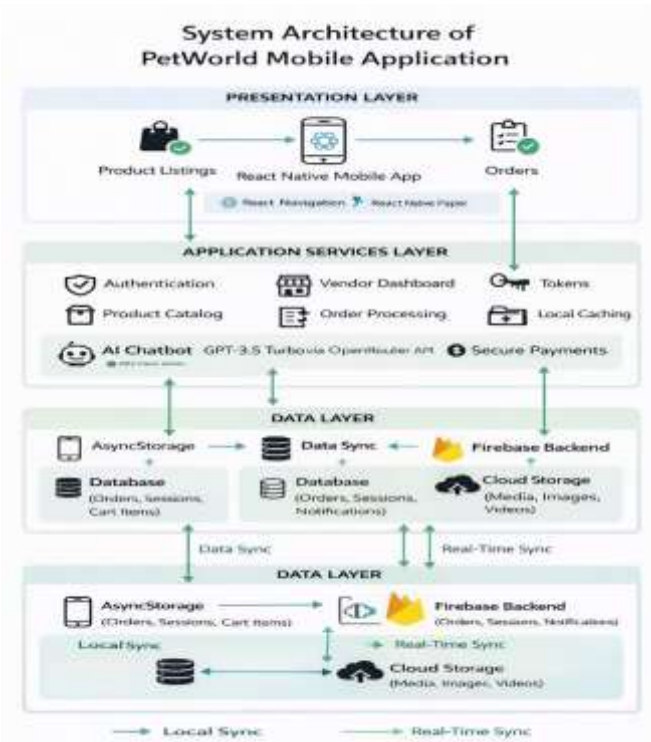 System Architecture of
PetWorld Mobile Application
PRESENTATION LAYER
Product Listings
React Native Mobile App
Orders
React Navigation
React Native Paper
APPLICATION SERVICES LAYER
Authentication
Vendor Dashboard
Tokens
Product Catalog
Order Processing
Local Caching
AI Chatbot
GPT-3.5 Turbo via OpenRouter API
Secure Payments
DATA LAYER
AsyncStorage
Data Sync
Firebase Backend
Database
(Orders, Sessions,
Cart Items)
Database
(Orders, Sessions,
Notifications)
Cloud Storage
(Media, Images,
Videos)
Data Sync
Real-Time Sync
DATA LAYER
AsyncStorage
(Orders, Sessions, Cart Items)
Firebase Backend
(Orders, Sessions, Notifications)
Local Sync
Real-Time Sync
Cloud Storage
(Media, Images, Videos)
Local Sync
Real-Time Sync